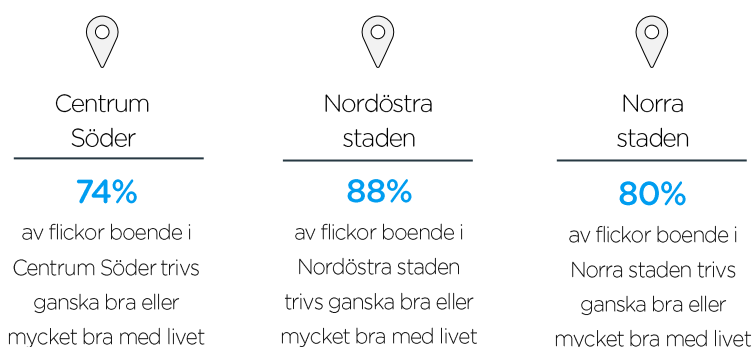 Centrum
Söder
74%
av flickor boende i
Centrum Söder trivs
ganska bra eller
mycket bra med livet
Nordöstra
staden
88%
av flickor boende i
Nordöstra staden
trivs ganska bra eller
mycket bra med livet
Norra
staden
80%
av flickor boende i
Norra staden trivs
ganska bra eller
mycket bra med livet